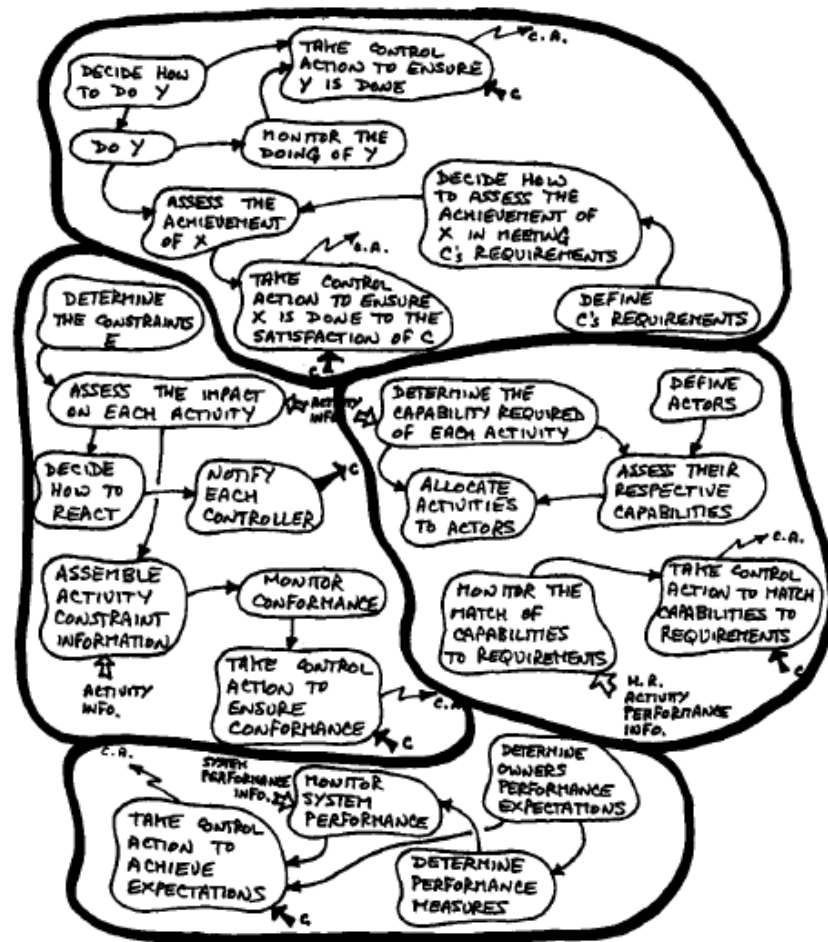 DECIDE HOW
TO DO Y
TAKE CONTROL
ACTION TO ENSURE
Y IS DONE
C.A.
C
DO Y
MONITOR THE
DOING OF Y
ASSESS THE
ACHIEVEMENT
OF X
DECIDE HOW
TO ASSESS THE
ACHIEVEMENT OF
X IN MEETING
C'S REQUIREMENTS
C.A.
TAKE CONTROL
ACTION TO ENSURE
X IS DONE TO THE
SATISFACTION OF C
C
DEFINE
C'S REQUIREMENTS
DETERMINE
THE CONSTRAINTS
E
ASSESS THE IMPACT
ON EACH ACTIVITY
ACTIVITY
INFO.
DECIDE
HOW TO
REACT
NOTIFY
EACH
CONTROLLER
C
ASSEMBLE
ACTIVITY
CONSTRAINT
INFORMATION
ACTIVITY
INFO.
MONITOR
CONFORMANCE
TAKE CONTROL
ACTION TO
ENSURE
CONFORMANCE
C.A.
C
DETERMINE THE
CAPABILITY REQUIRED
OF EACH ACTIVITY
DEFINE
ACTORS
ALLOCATE
ACTIVITIES
TO ACTORS
ASSESS THEIR
RESPECTIVE
CAPABILITIES
C.A.
MONITOR THE
MATCH OF
CAPABILITIES
TO REQUIREMENTS
TAKE CONTROL
ACTION TO MATCH
CAPABILITIES TO
REQUIREMENTS
C
H.R.
ACTIVITY
PERFORMANCE
INFO.
C.A.
SYSTEM
PERFORMANCE
INFO.
MONITOR
SYSTEM
PERFORMANCE
DETERMINE
OWNERS
PERFORMANCE
EXPECTATIONS
TAKE CONTROL
ACTION TO
ACHIEVE
EXPECTATIONS
C
DETERMINE
PERFORMANCE
MEASURES